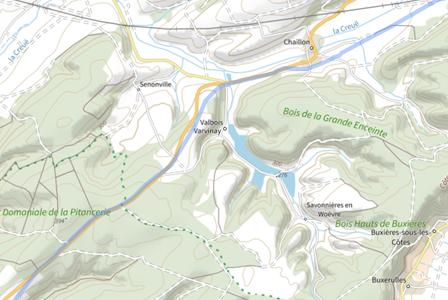 la Creuë
la Creuë
Chaillon
Senonville
Bois de la Grande Enceinte
Valbois
Varvinay
Savonnières en
Woëvre
Domaniale de la Pitancerie
Bois Hauts de Buxières
Buxières-sous-les-
Côtes
Buxerulles